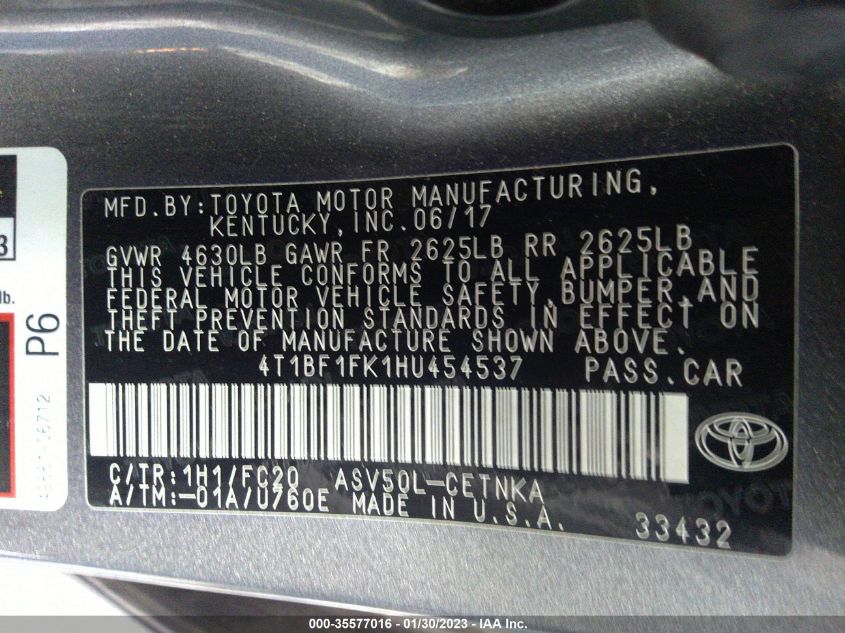 3
lb.
P6
MFD.BY:TOYOTA MOTOR MANUFACTURING,
KENTUCKY,INC.06/17
GVWR 4630LB GAWR FR 2625LB RR 2625LB
THIS VEHICLE CONFORMS TO ALL APPLICABLE
FEDERAL MOTOR VEHICLE SAFETY,BUMPER,AND
THEFT PREVENTION STANDARDS IN EFFECT ON
THE DATE OF MANUFACTURE SHOWN ABOVE.
4T1BF1FK1HU454537 PASS.CAR
C/TR:1H1/FC20 ASV50L-CETNKA
A/TM:-01A/U760E MADE IN U.S.A. 33432
000-35577016 - 01/30/2023 - IAA Inc.